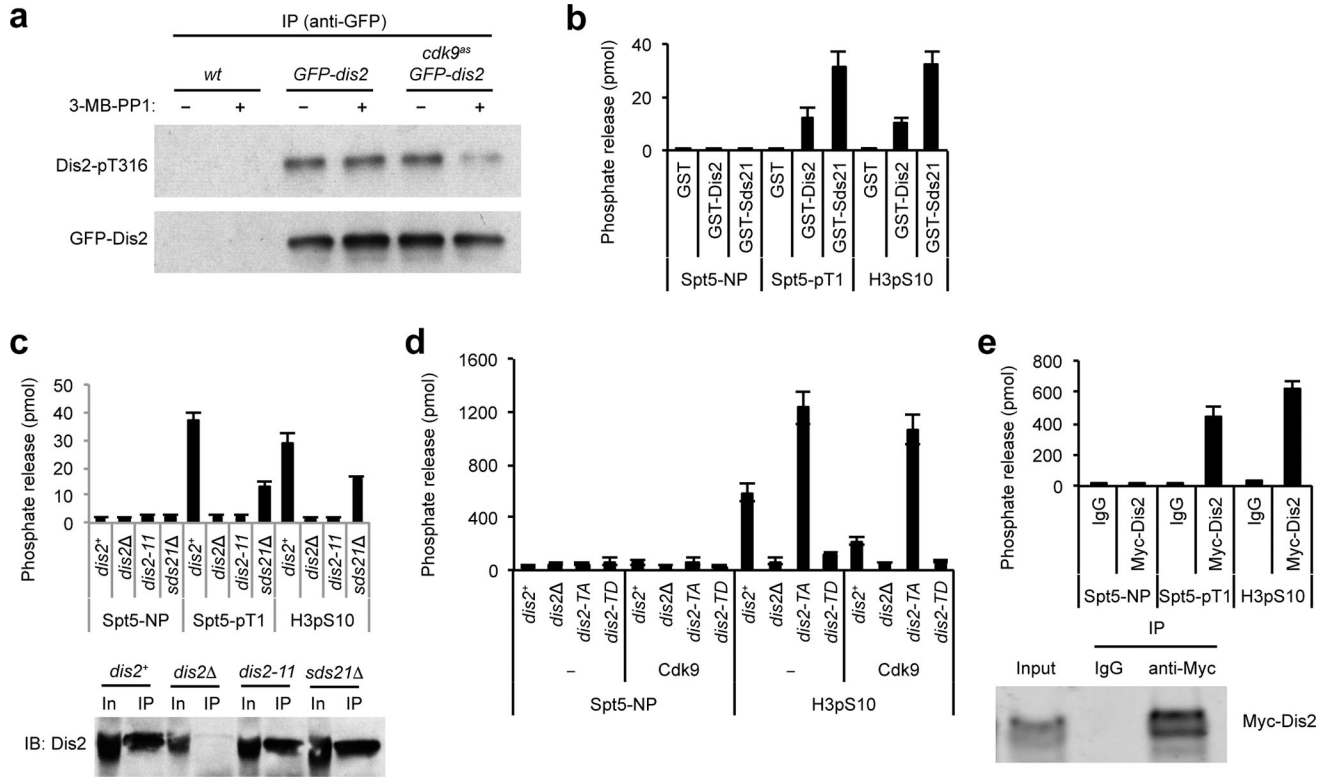 a
IP (anti-GFP)
wt
GFP-dis2
cdk9as
GFP-dis2
3-MB-PP1: – + – + – +
Dis2-pT316
GFP-Dis2
b
Phosphate release (pmol)
40
20
0
GST
GST-Dis2
GST-Sds21
GST
GST-Dis2
GST-Sds21
GST
GST-Dis2
GST-Sds21
Spt5-NP Spt5-pT1 H3pS10
c
Phosphate release (pmol)
50
40
30
20
10
0
dis2+
dis2Δ
dis2-11
sds21Δ
dis2+
dis2Δ
dis2-11
sds21Δ
dis2+
dis2Δ
dis2-11
sds21Δ
Spt5-NP Spt5-pT1 H3pS10
dis2+ dis2Δ dis2-11 sds21Δ
In IP In IP In IP In IP
IB: Dis2
d
Phosphate release (pmol)
1600
1200
800
400
0
dis2+
dis2Δ
dis2-TA
dis2-TD
dis2+
dis2Δ
dis2-TA
dis2-TD
dis2+
dis2Δ
dis2-TA
dis2-TD
dis2+
dis2Δ
dis2-TA
dis2-TD
– Cdk9 – Cdk9
Spt5-NP H3pS10
e
Phosphate release (pmol)
800
600
400
200
0
IgG
Myc-Dis2
IgG
Myc-Dis2
IgG
Myc-Dis2
Spt5-NP Spt5-pT1 H3pS10
IP
Input IgG anti-Myc
Myc-Dis2